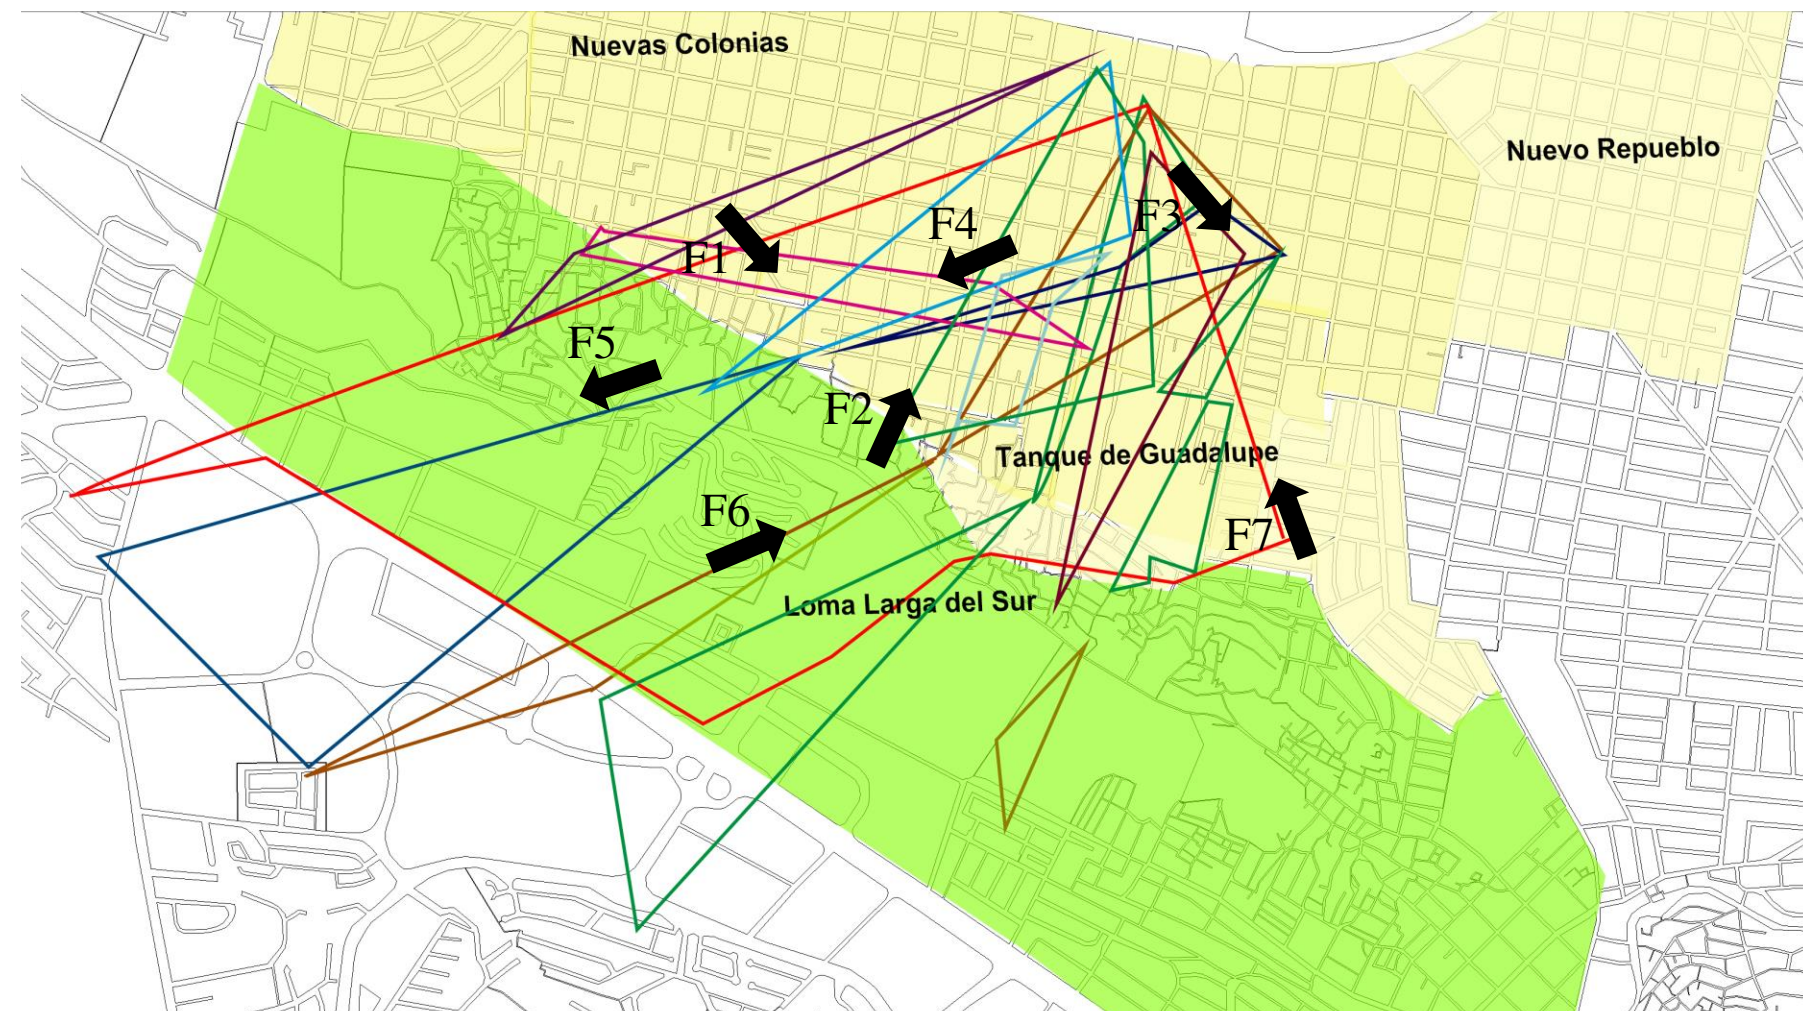 Nuevas Colonias
Nuevo Repueblo
F3
F4
F1
F5
F2
Tanque de Guadalupe
F6
F7
Loma Larga del Sur